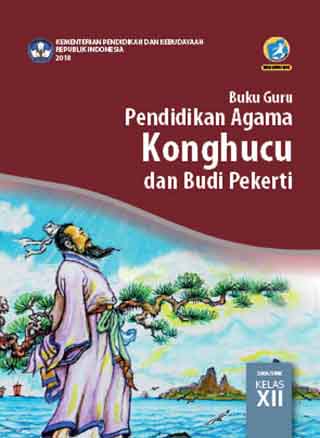 KEMENTERIAN PENDIDIKAN DAN KEBUDAYAAN
REPUBLIK INDONESIA
2018
Buku Guru
Pendidikan Agama
Konghucu
dan Budi Pekerti
SMA/SMK
KELAS
XII